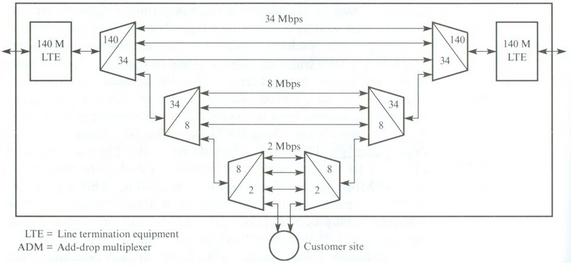 34 Mbps
140 M
LTE
140
34
140
34
140 M
LTE
8 Mbps
34
8
34
8
2 Mbps
8
2
8
2
Customer site
LTE = Line termination equipment
ADM = Add-drop multiplexer